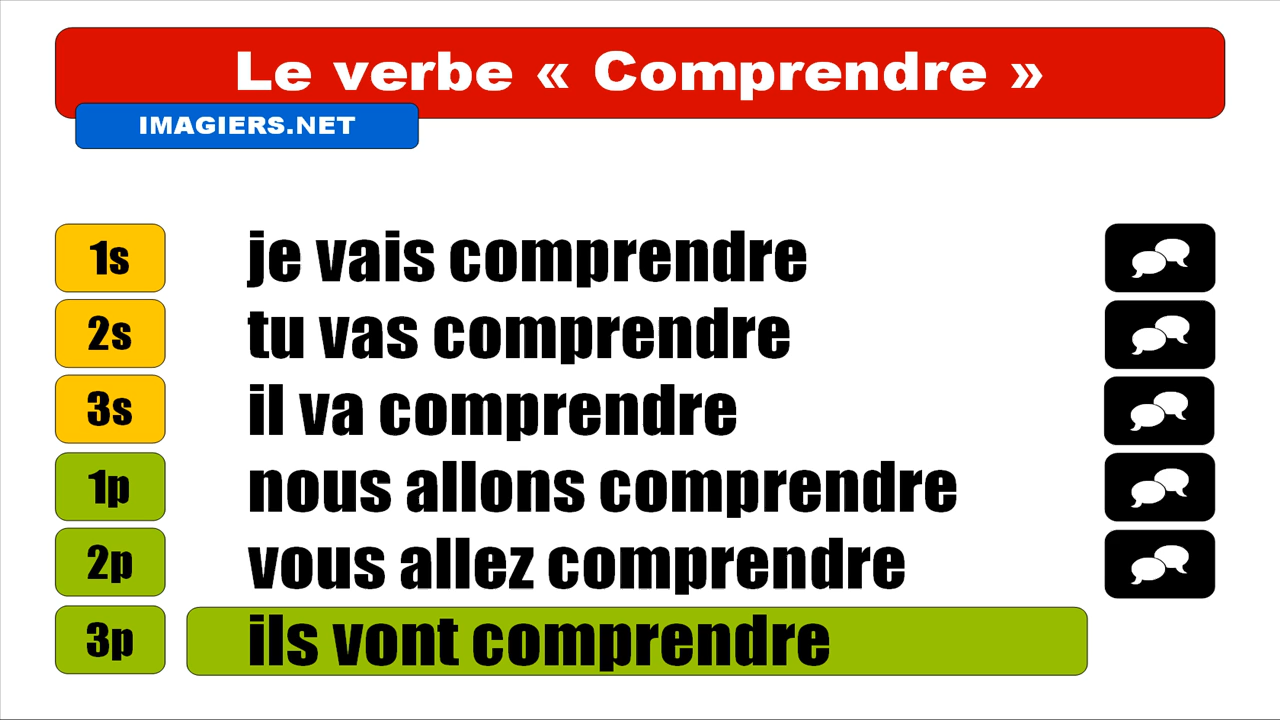 Le verbe « Comprendre »
IMAGIERS.NET
1s je vais comprendre
2s tu vas comprendre
3s il va comprendre
1p nous allons comprendre
2p vous allez comprendre
3p ils vont comprendre